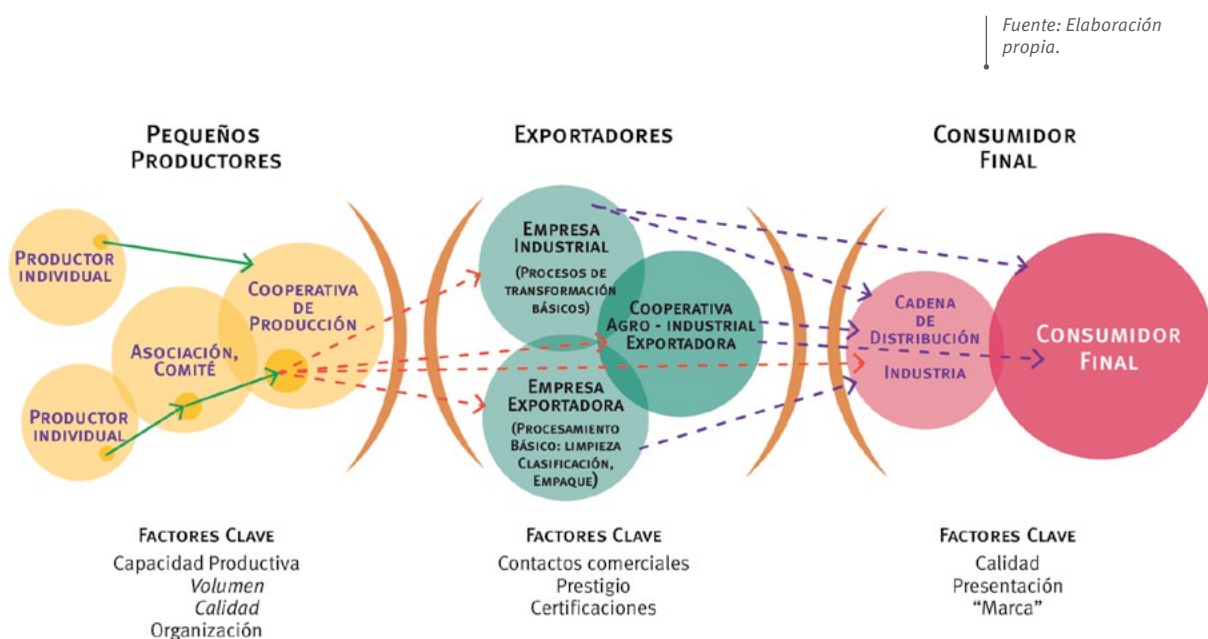 Fuente: Elaboración
propia.
PEQUEÑOS
PRODUCTORES
EXPORTADORES
CONSUMIDOR
FINAL
PRODUCTOR
INDIVIDUAL
COOPERATIVA
DE
PRODUCCIÓN
ASOCIACIÓN,
COMITÉ
PRODUCTOR
INDIVIDUAL
EMPRESA
INDUSTRIAL
(PROCESOS DE
TRANSFORMACIÓN
BÁSICOS)
COOPERATIVA
AGRO - INDUSTRIAL
EXPORTADORA
EMPRESA
EXPORTADORA
(PROCESAMIENTO
BÁSICO: LIMPIEZA
CLASIFICACIÓN,
EMPAQUE)
CADENA
DE
DISTRIBUCIÓN
INDUSTRIA
CONSUMIDOR
FINAL
FACTORES CLAVE
Capacidad Productiva
Volumen
Calidad
Organización
FACTORES CLAVE
Contactos comerciales
Prestigio
Certificaciones
FACTORES CLAVE
Calidad
Presentación
“Marca”